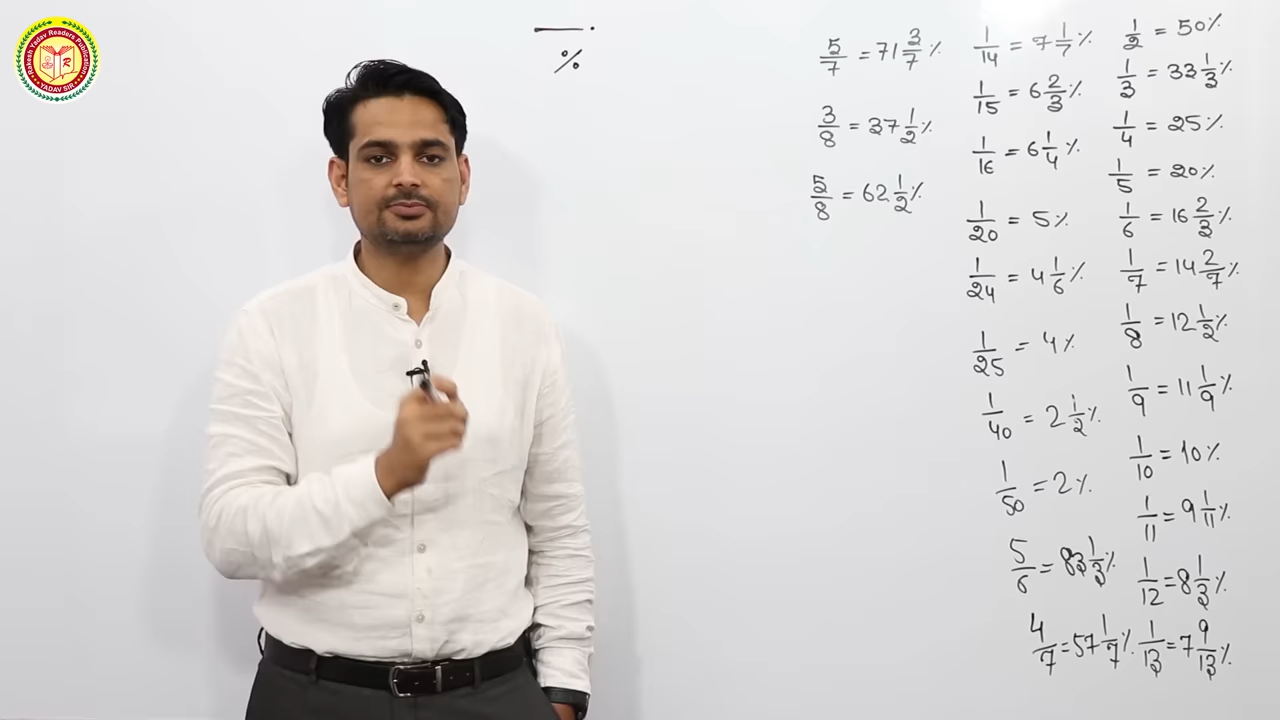 Rakesh Yadav Readers Publication
YADAV SIR
R
%
5/7 = 71 3/7 %
3/8 = 37 1/2 %
5/8 = 62 1/2 %
1/14 = 7 1/7 %
1/15 = 6 2/3 %
1/16 = 6 1/4 %
1/20 = 5 %
1/24 = 4 1/6 %
1/25 = 4 %
1/40 = 2 1/2 %
1/50 = 2 %
5/6 = 83 1/3 %
4/7 = 57 1/7 %
1/2 = 50 %
1/3 = 33 1/3 %
1/4 = 25 %
1/5 = 20 %
1/6 = 16 2/3 %
1/7 = 14 2/7 %
1/8 = 12 1/2 %
1/9 = 11 1/9 %
1/10 = 10 %
1/11 = 9 1/11 %
1/12 = 8 1/3 %
1/13 = 7 9/13 %